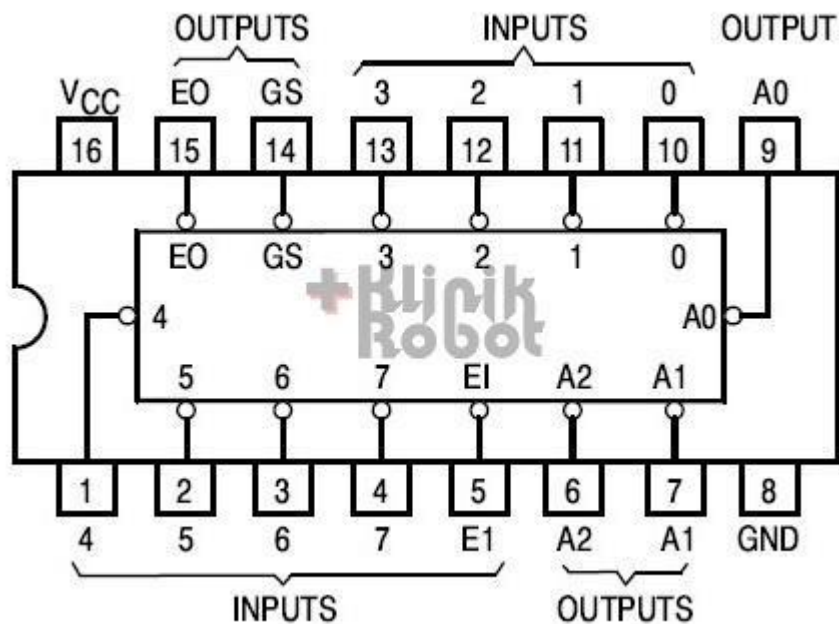 OUTPUTS INPUTS OUTPUT
VCC EO GS 3 2 1 0 A0
16 15 14 13 12 11 10 9
EO GS 3 2 1 0
+Klinik
Robot
4 A0
5 6 7 EI A2 A1
1 2 3 4 5 6 7 8
4 5 6 7 E1 A2 A1 GND
INPUTS OUTPUTS